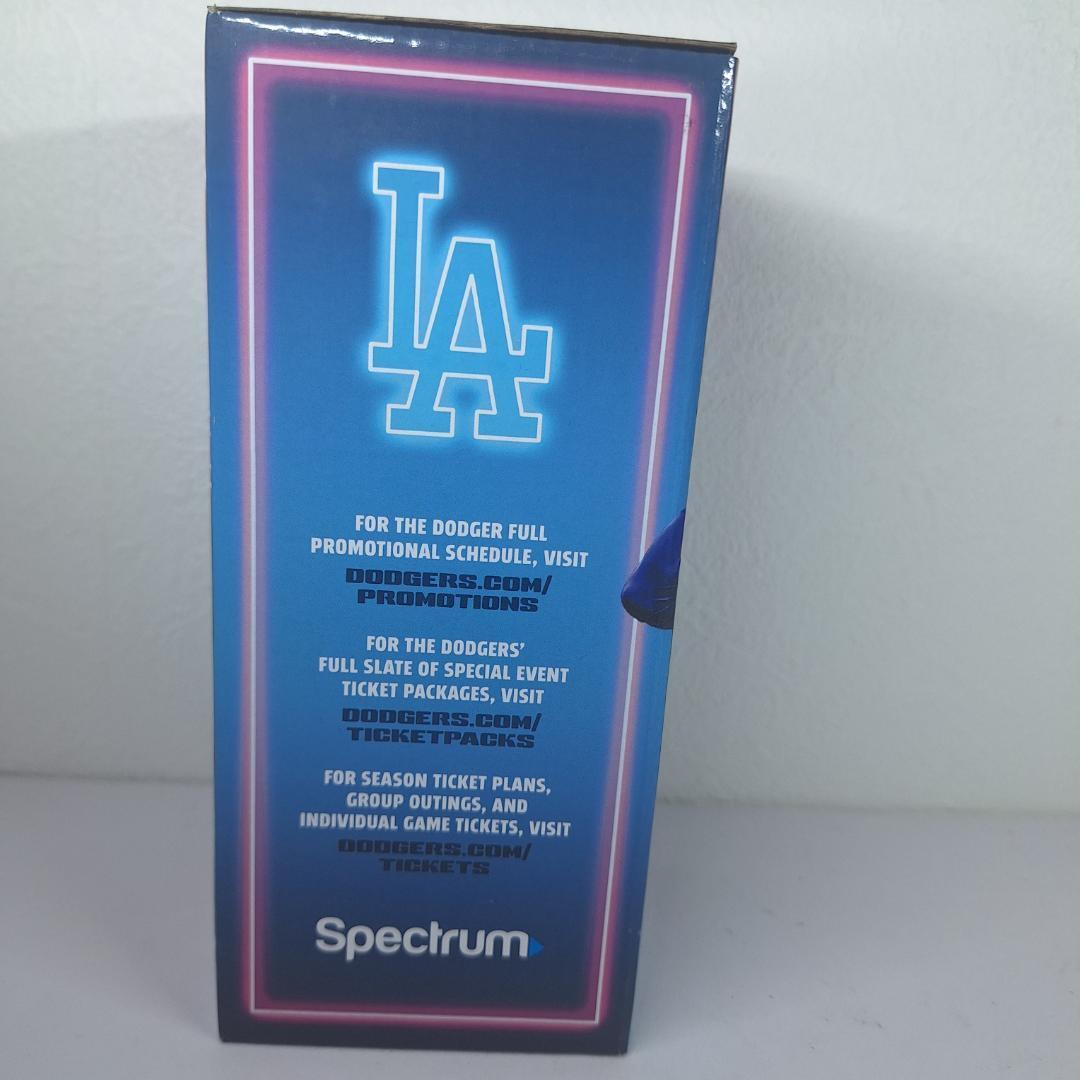 LA
FOR THE DODGER FULL
PROMOTIONAL SCHEDULE, VISIT
DODGERS.COM/
PROMOTIONS
FOR THE DODGERS'
FULL SLATE OF SPECIAL EVENT
TICKET PACKAGES, VISIT
DODGERS.COM/
TICKETPACKS
FOR SEASON TICKET PLANS,
GROUP OUTINGS, AND
INDIVIDUAL GAME TICKETS, VISIT
DODGERS.COM/
TICKETS
Spectrum